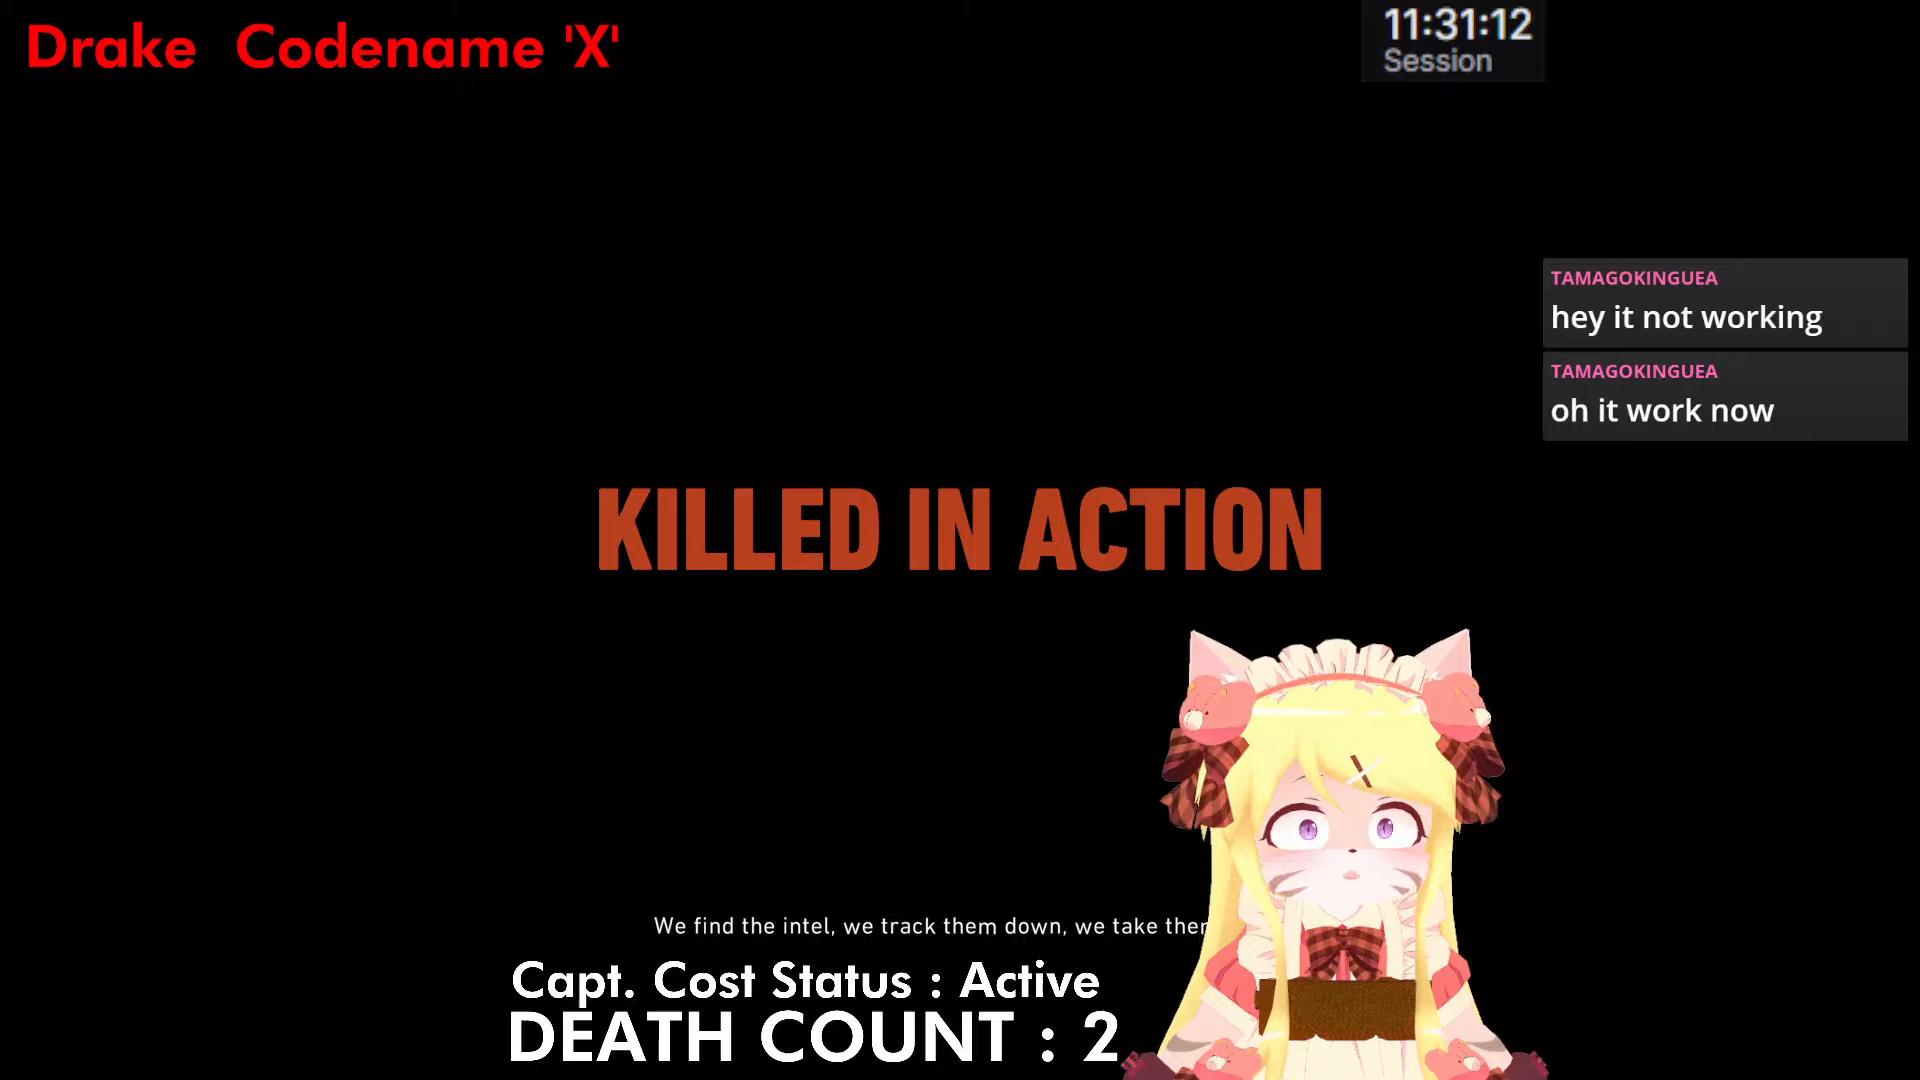 Drake Codename 'X'
11:31:12
Session
TAMAGOKINGUEA
hey it not working
TAMAGOKINGUEA
oh it work now
KILLED IN ACTION
We find the intel, we track them down, we take
Capt. Cost Status : Active
DEATH COUNT : 2